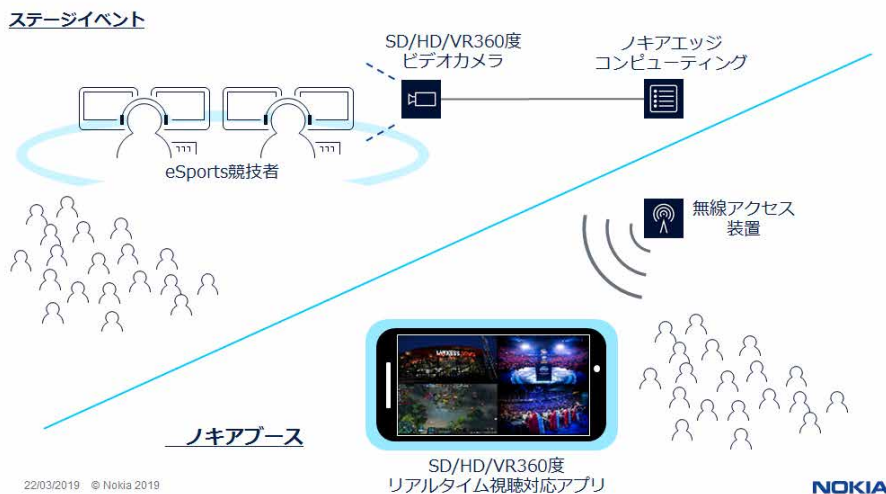 ステージイベント
SD/HD/VR360度
ビデオカメラ
ノキアエッジ
コンピューティング
eSports競技者
無線アクセス
装置
ノキアブース
SD/HD/VR360度
リアルタイム視聴対応アプリ
22/03/2019 © Nokia 2019
NOKIA